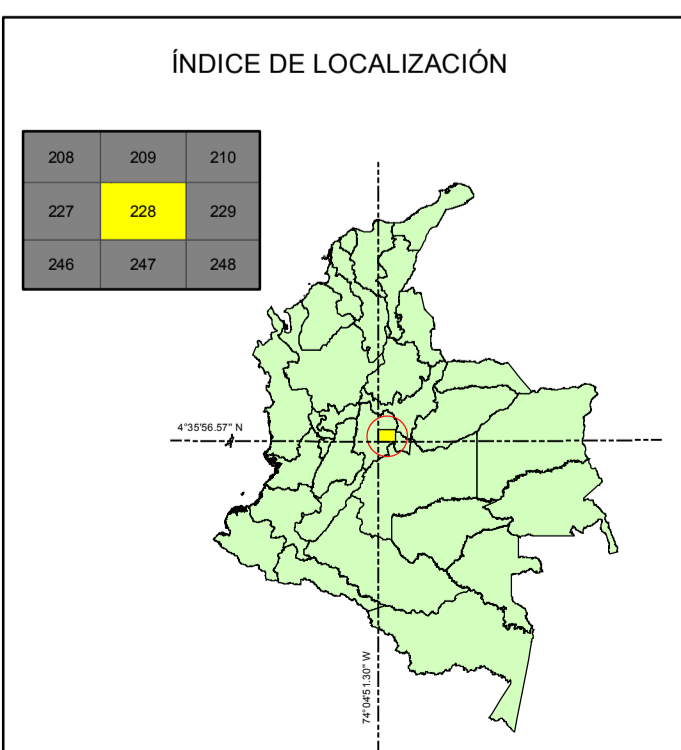 ÍNDICE DE LOCALIZACIÓN
208 209 210
227 228 229
246 247 248
4°35'56.57" N
74°04'51.30" W